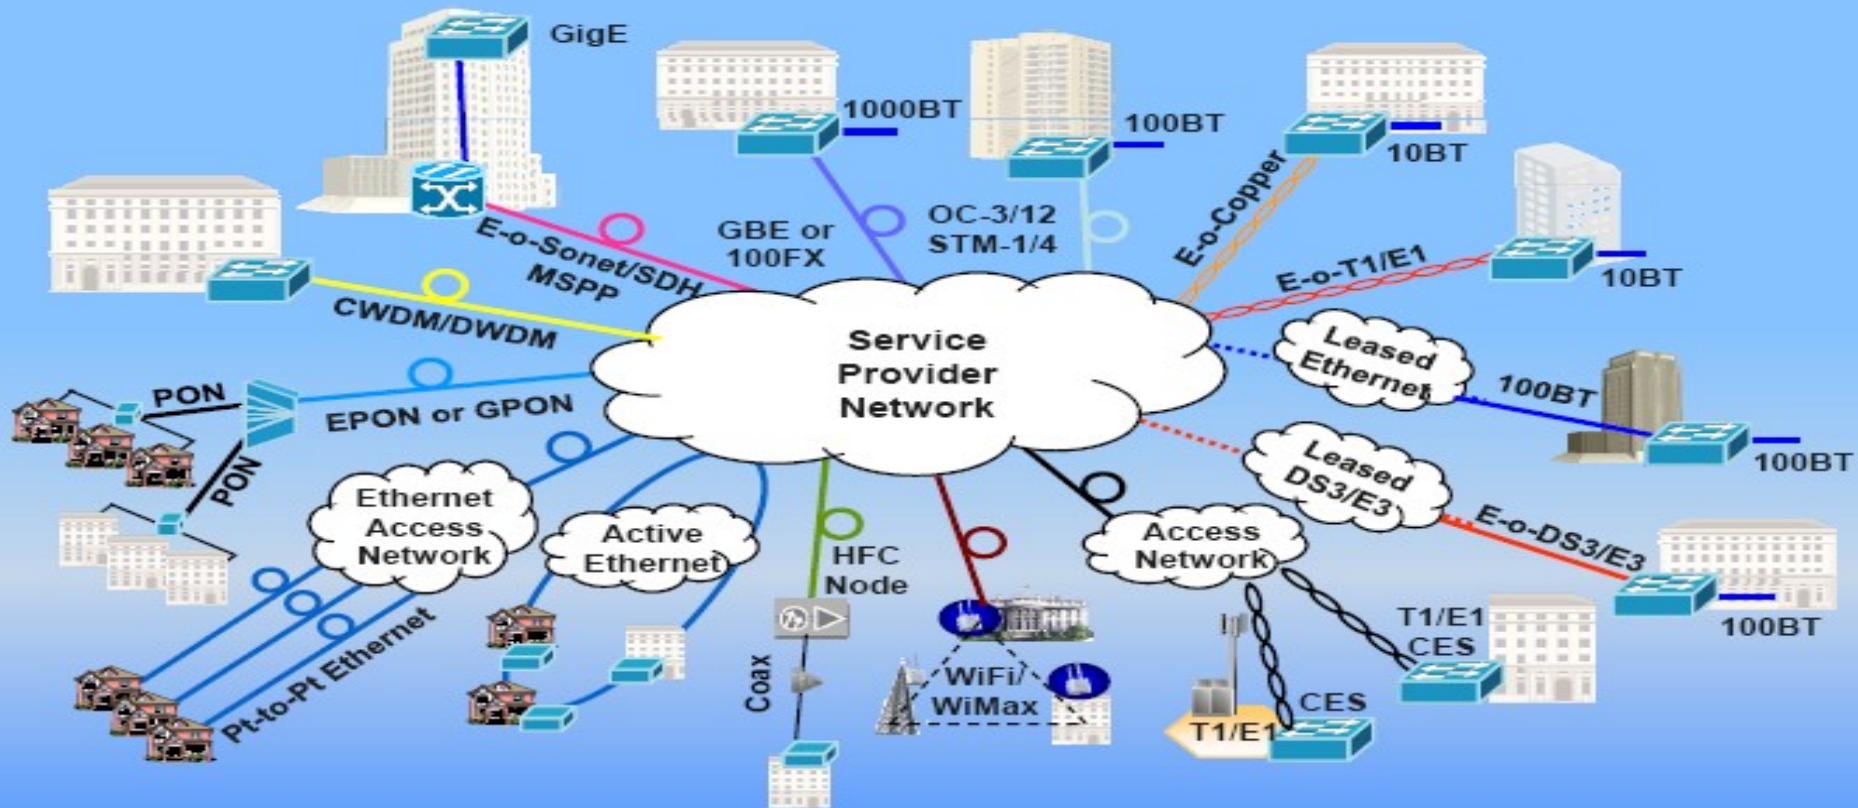 GigE
1000BT
100BT
10BT
E-o-Copper
GBE or
100FX
OC-3/12
STM-1/4
E-o-Sonet/SDH
MSPP
E-o-T1/E1
10BT
CWDM/DWDM
Service
Provider
Network
Leased
Ethernet
100BT
100BT
PON
EPON or GPON
PON
Leased
DS3/E3
E-o-DS3/E3
100BT
Ethernet
Access
Network
Active
Ethernet
HFC
Node
Access
Network
T1/E1
CES
Pt-to-Pt Ethernet
Coax
WiFi/
WiMax
CES
T1/E1